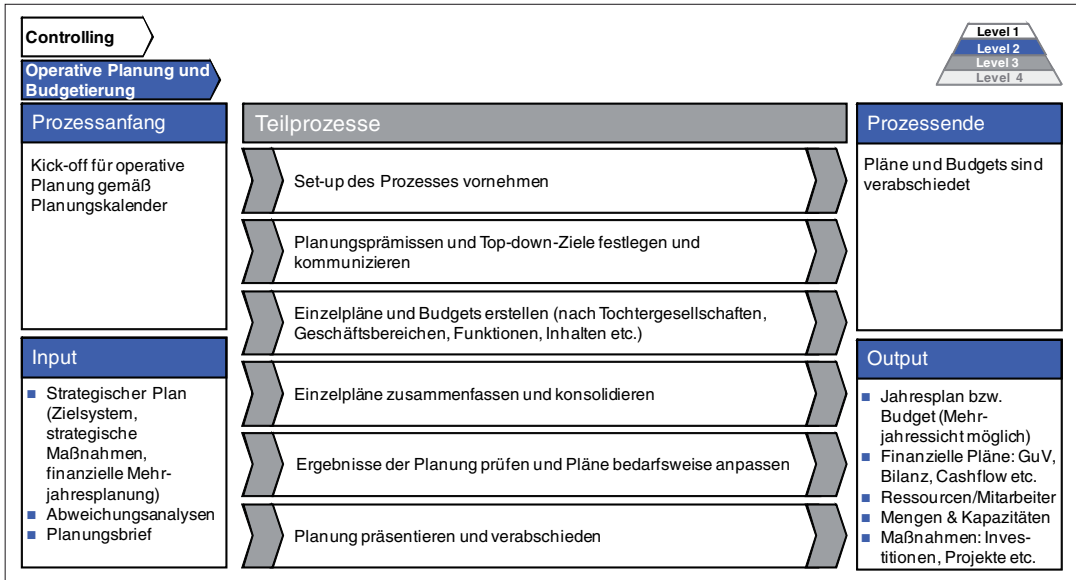 Controlling
Level 1
Level 2
Level 3
Level 4
Operative Planung und
Budgetierung
Prozessanfang
Kick-off für operative
Planung gemäß
Planungskalender
Input
Strategischer Plan
(Zielsystem,
strategische
Maßnahmen,
finanzielle Mehr-
jahresplanung)
Abweichungsanalysen
Planungsbrief
Teilprozesse
Set-up des Prozesses vornehmen
Planungsprämissen und Top-down-Ziele festlegen und
kommunizieren
Einzelpläne und Budgets erstellen (nach Tochtergesellschaften,
Geschäftsbereichen, Funktionen, Inhalten etc.)
Einzelpläne zusammenfassen und konsolidieren
Ergebnisse der Planung prüfen und Pläne bedarfsweise anpassen
Planung präsentieren und verabschieden
Prozessende
Pläne und Budgets sind
verabschiedet
Output
Jahresplan bzw.
Budget (Mehr-
jahressicht möglich)
Finanzielle Pläne: GuV,
Bilanz, Cashflow etc.
Ressourcen/Mitarbeiter
Mengen & Kapazitäten
Maßnahmen: Inves-
titionen, Projekte etc.